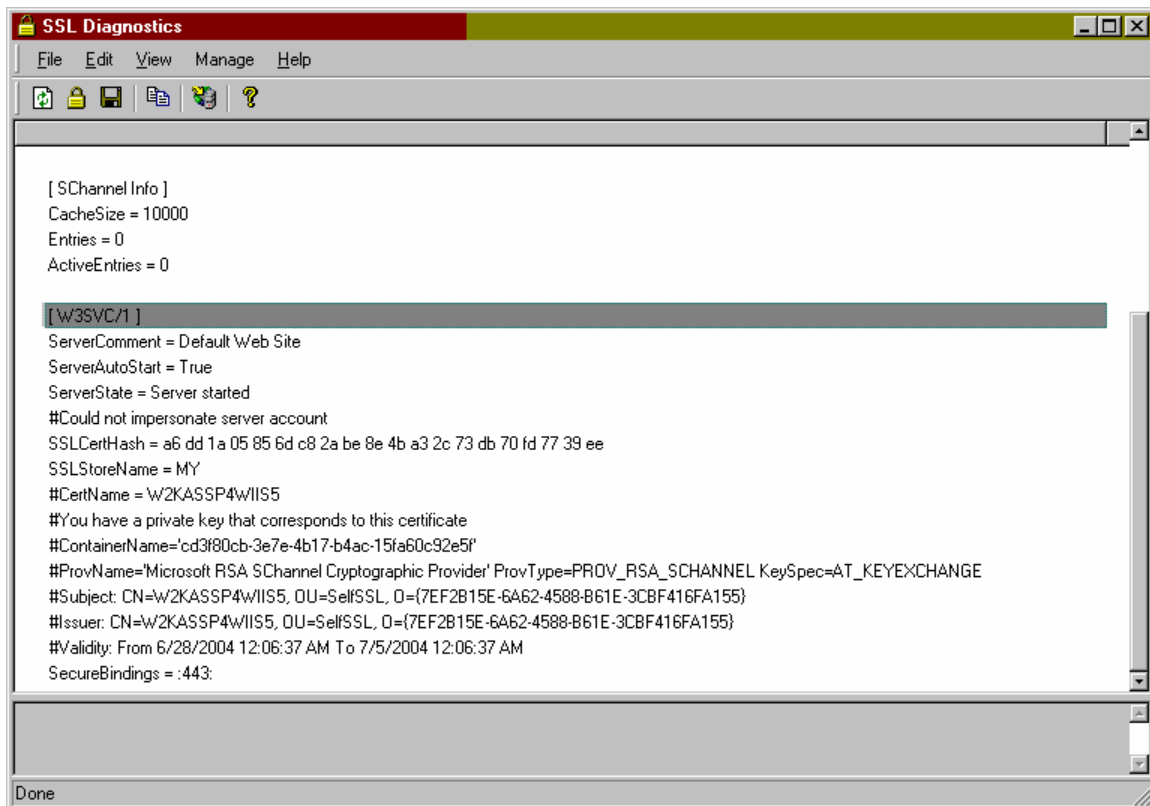 SSL Diagnostics
File Edit View Manage Help
[ SChannel Info ]
CacheSize = 10000
Entries = 0
ActiveEntries = 0
[ W3SVC/1 ]
ServerComment = Default Web Site
ServerAutoStart = True
ServerState = Server started
#Could not impersonate server account
SSLCertHash = a6 dd 1a 05 85 6d c8 2a be 8e 4b a3 2c 73 db 70 fd 77 39 ee
SSLStoreName = MY
#CertName = W2KASSP4WIIS5
#You have a private key that corresponds to this certificate
#ContainerName='cd3f80cb-3e7e-4b17-b4ac-15fa60c92e5f'
#ProvName='Microsoft RSA SChannel Cryptographic Provider' ProvType=PROV_RSA_SCHANNEL KeySpec=AT_KEYEXCHANGE
#Subject: CN=W2KASSP4WIIS5, OU=SelfSSL, O={7EF2B15E-6A62-4588-B61E-3CBF416FA155}
#Issuer: CN=W2KASSP4WIIS5, OU=SelfSSL, O={7EF2B15E-6A62-4588-B61E-3CBF416FA155}
#Validity: From 6/28/2004 12:06:37 AM To 7/5/2004 12:06:37 AM
SecureBindings = :443:
Done